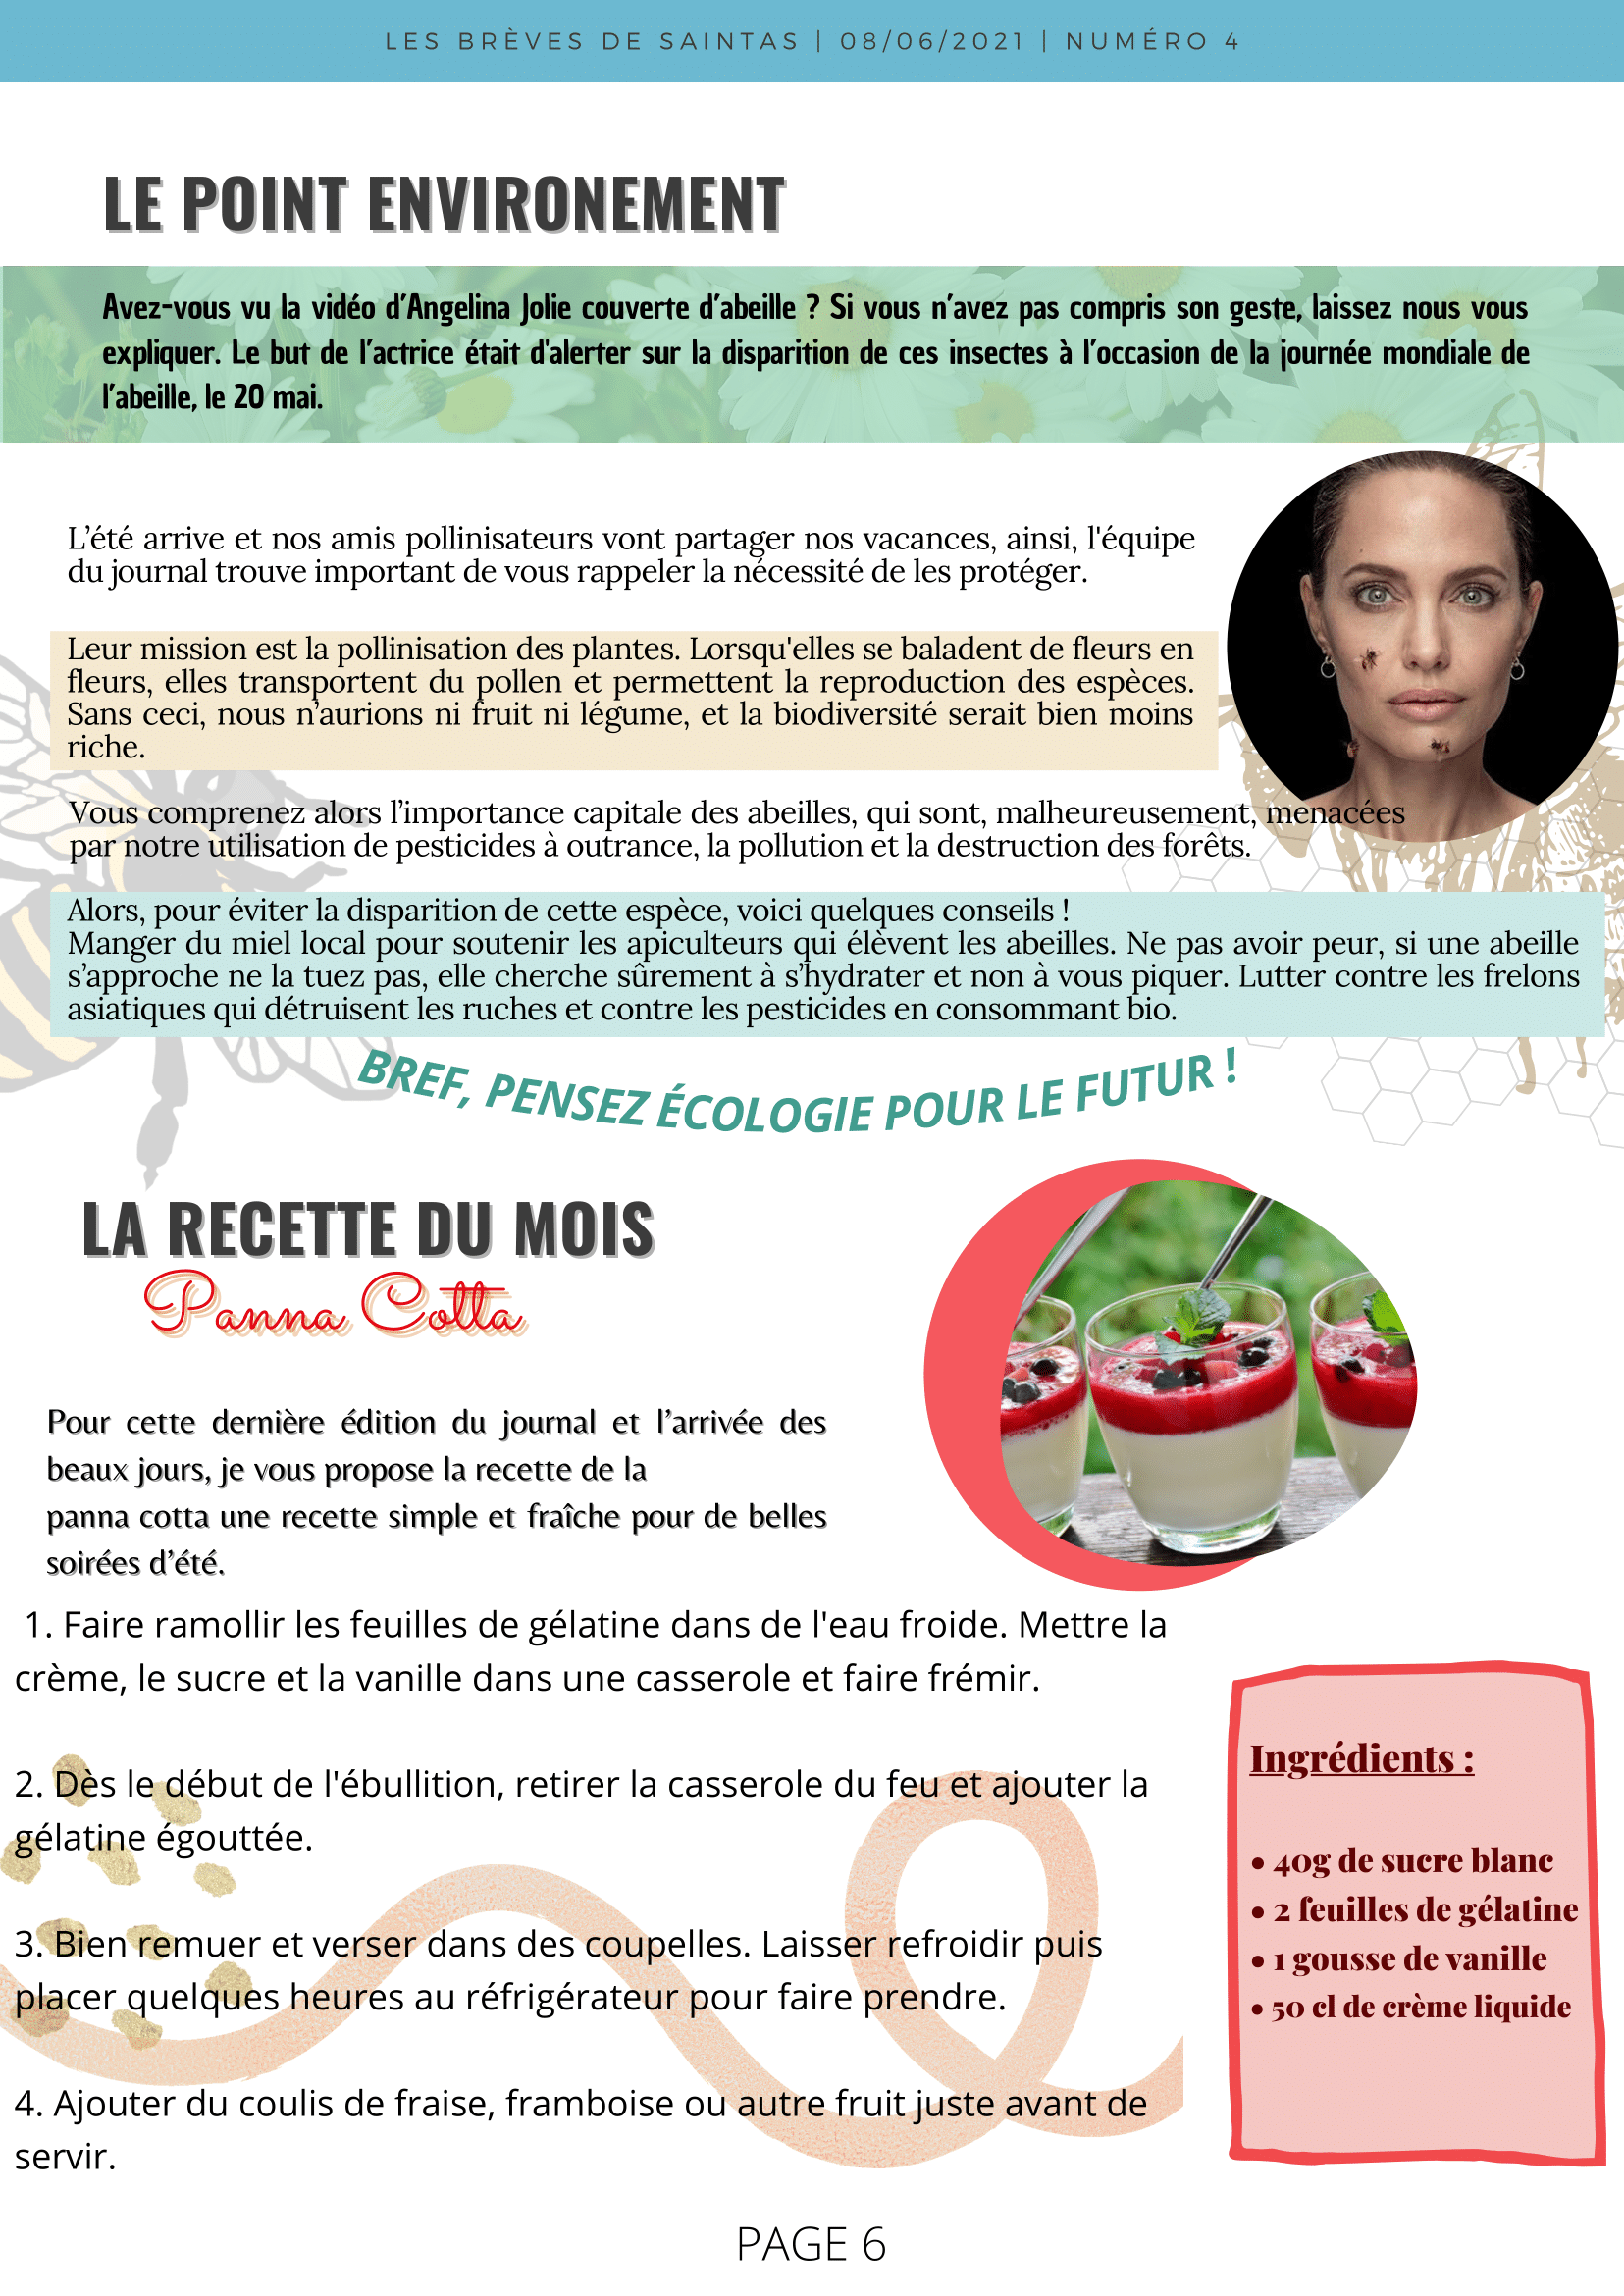 LES BRÈVES DE SAINTAS | 08/06/2021 | NUMÉRO 4
LE POINT ENVIRONEMENT
Avez-vous vu la vidéo d'Angelina Jolie couverte d'abeille ? Si vous n'avez pas compris son geste, laissez nous vous
expliquer. Le but de l'actrice était d'alerter sur la disparition de ces insectes à l'occasion de la journée mondiale de
l'abeille, le 20 mai.
L'été arrive et nos amis pollinisateurs vont partager nos vacances, ainsi, l'équipe
du journal trouve important de vous rappeler la nécessité de les protéger.
Leur mission est la pollinisation des plantes. Lorsqu'elles se baladent de fleurs en
fleurs, elles transportent du pollen et permettent la reproduction des espèces.
Sans ceci, nous n'aurions ni fruit ni légume, et la biodiversité serait bien moins
riche.
Vous comprenez alors l'importance capitale des abeilles, qui sont, malheureusement, menacées
par notre utilisation de pesticides à outrance, la pollution et la destruction des forêts.
Alors, pour éviter la disparition de cette espèce, voici quelques conseils !
Manger du miel local pour soutenir les apiculteurs qui élèvent les abeilles. Ne pas avoir peur, si une abeille
s'approche ne la tuez pas, elle cherche sûrement à s'hydrater et non à vous piquer. Lutter contre les frelons
asiatiques qui détruisent les ruches et contre les pesticides en consommant bio.
BREF, PENSEZ ÉCOLOGIE POUR LE FUTUR !
LA RECETTE DU MOIS
Panna Cotta
Pour cette dernière édition du journal et l'arrivée des
beaux jours, je vous propose la recette de la
panna cotta une recette simple et fraîche pour de belles
soirées d'été.
1. Faire ramollir les feuilles de gélatine dans de l'eau froide. Mettre la
crème, le sucre et la vanille dans une casserole et faire frémir.
2. Dès le début de l'ébullition, retirer la casserole du feu et ajouter la
gélatine égouttée.
3. Bien remuer et verser dans des coupelles. Laisser refroidir puis
placer quelques heures au réfrigérateur pour faire prendre.
4. Ajouter du coulis de fraise, framboise ou autre fruit juste avant de
servir.
Ingrédients :
• 40g de sucre blanc
• 2 feuilles de gélatine
• 1 gousse de vanille
• 50 cl de crème liquide
PAGE 6